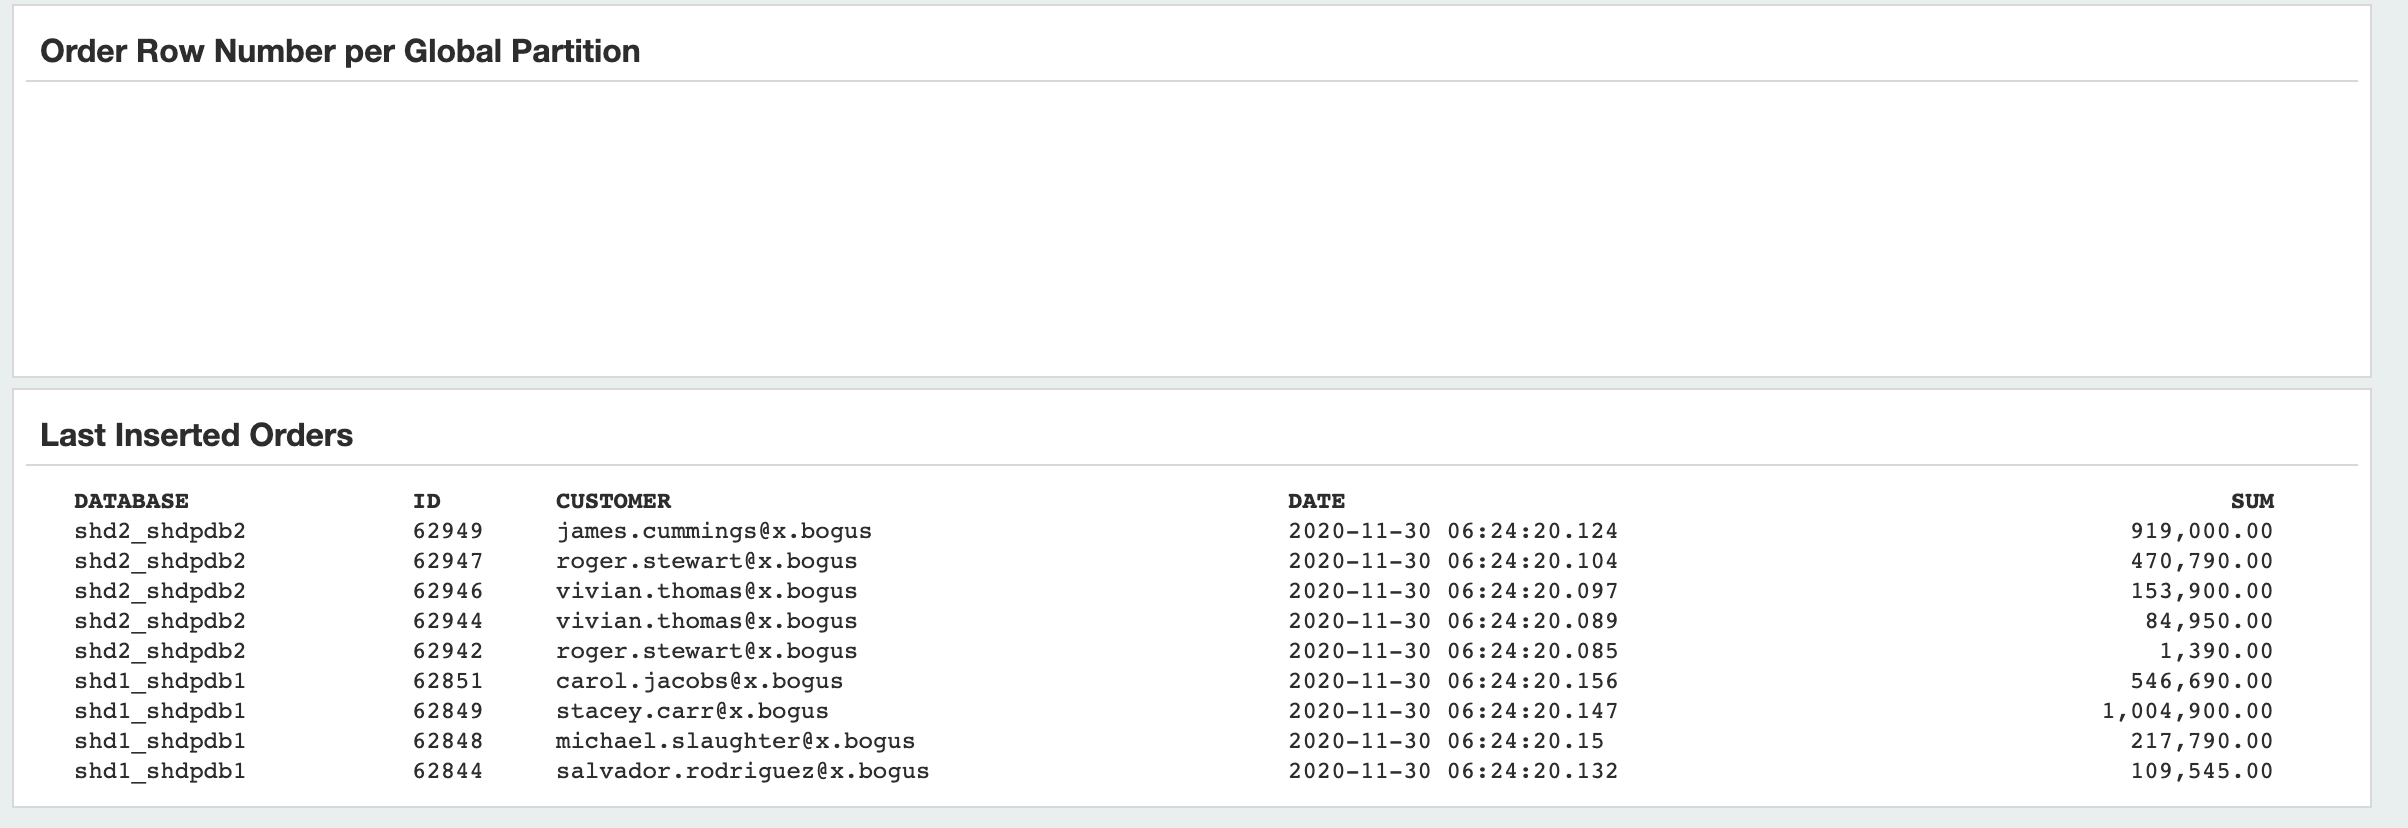 Order Row Number per Global Partition
Last Inserted Orders
DATABASE ID CUSTOMER DATE SUM
shd2_shdpdb2 62949 james.cummings@x.bogus 2020-11-30 06:24:20.124 919,000.00
shd2_shdpdb2 62947 roger.stewart@x.bogus 2020-11-30 06:24:20.104 470,790.00
shd2_shdpdb2 62946 vivian.thomas@x.bogus 2020-11-30 06:24:20.097 153,900.00
shd2_shdpdb2 62944 vivian.thomas@x.bogus 2020-11-30 06:24:20.089 84,950.00
shd2_shdpdb2 62942 roger.stewart@x.bogus 2020-11-30 06:24:20.085 1,390.00
shd1_shdpdb1 62851 carol.jacobs@x.bogus 2020-11-30 06:24:20.156 546,690.00
shd1_shdpdb1 62849 stacey.carr@x.bogus 2020-11-30 06:24:20.147 1,004,900.00
shd1_shdpdb1 62848 michael.slaughter@x.bogus 2020-11-30 06:24:20.15 217,790.00
shd1_shdpdb1 62844 salvador.rodriguez@x.bogus 2020-11-30 06:24:20.132 109,545.00